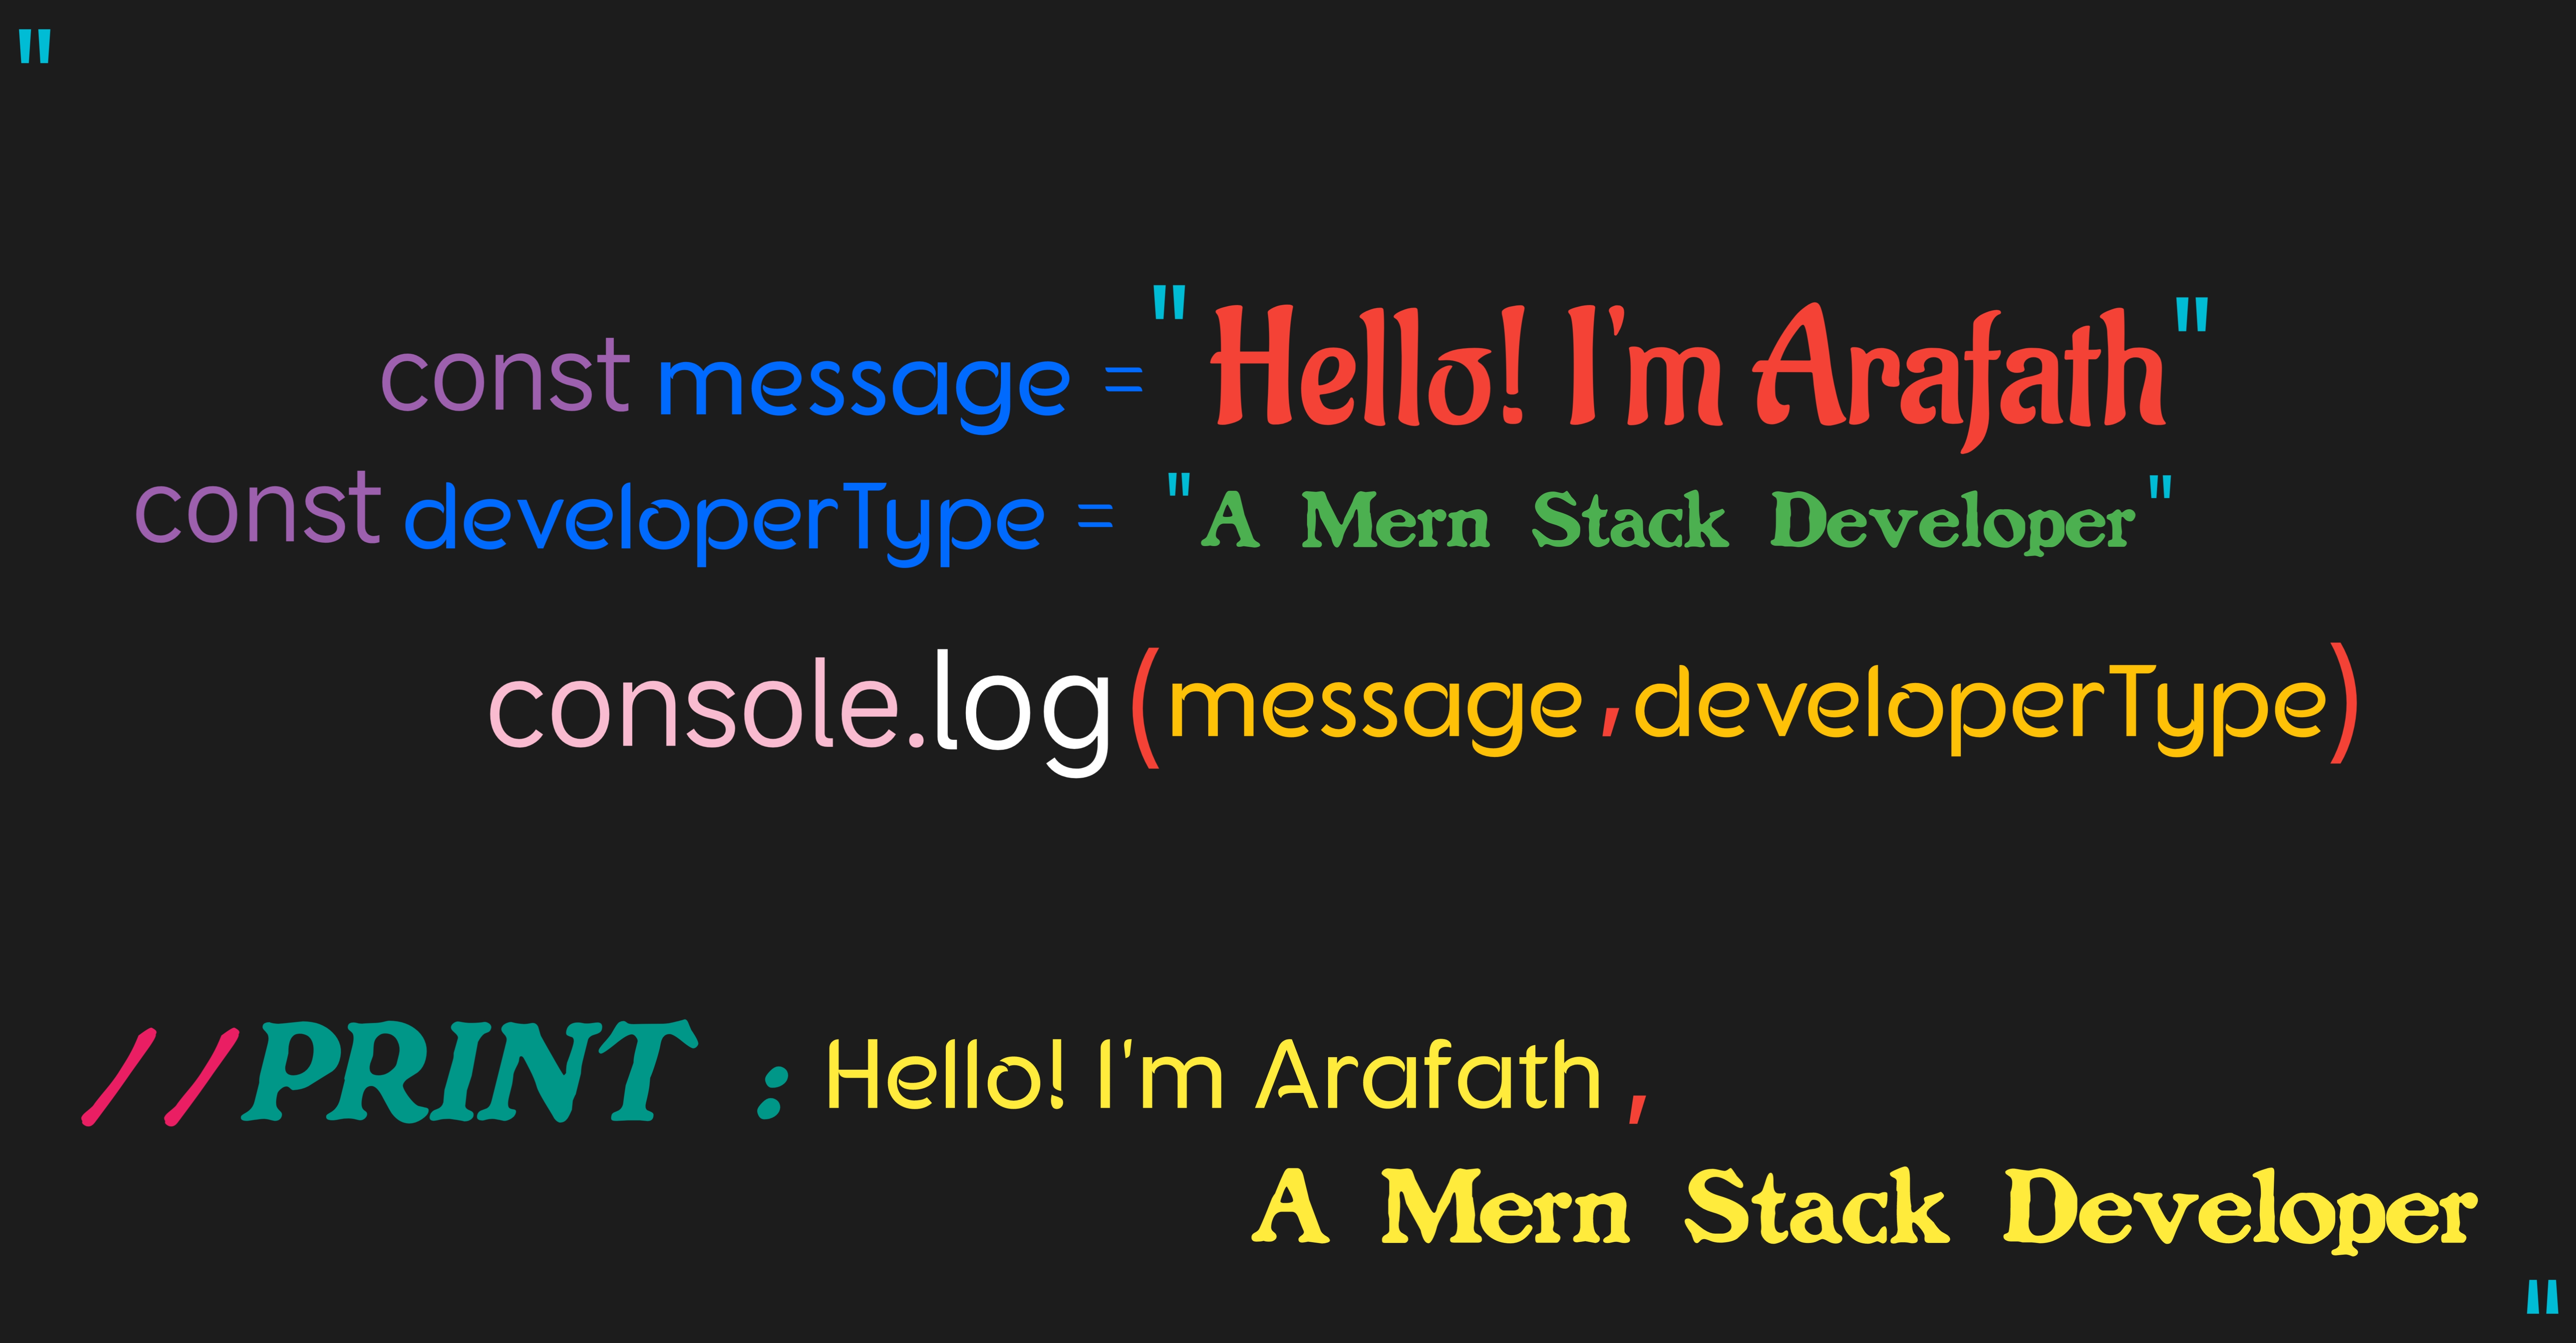 "
const message = "Hello! I'm Arafath"
const developerType = "A Mern Stack Developer"
console.log(message,developerType)
//PRINT : Hello! I'm Arafath ,
A Mern Stack Developer
"